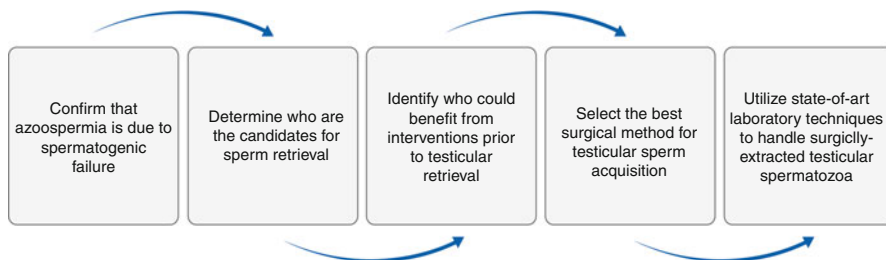 Confirm that
azoospermia is due to
spermatogenic
failure
Determine who are
the candidates for
sperm retrieval
Identify who could
benefit from
interventions prior
to testicular
retrieval
Select the best
surgical method for
testicular sperm
acquisition
Utilize state-of-art
laboratory techniques
to handle surgiclly-
extracted testicular
spermatozoa